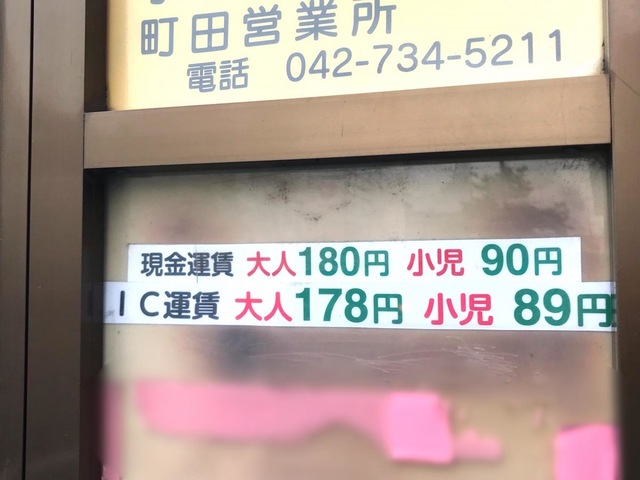 町田営業所
電話 042-734-5211
現金運賃 大人180円 小児 90円
IC運賃 大人178円 小児 89円